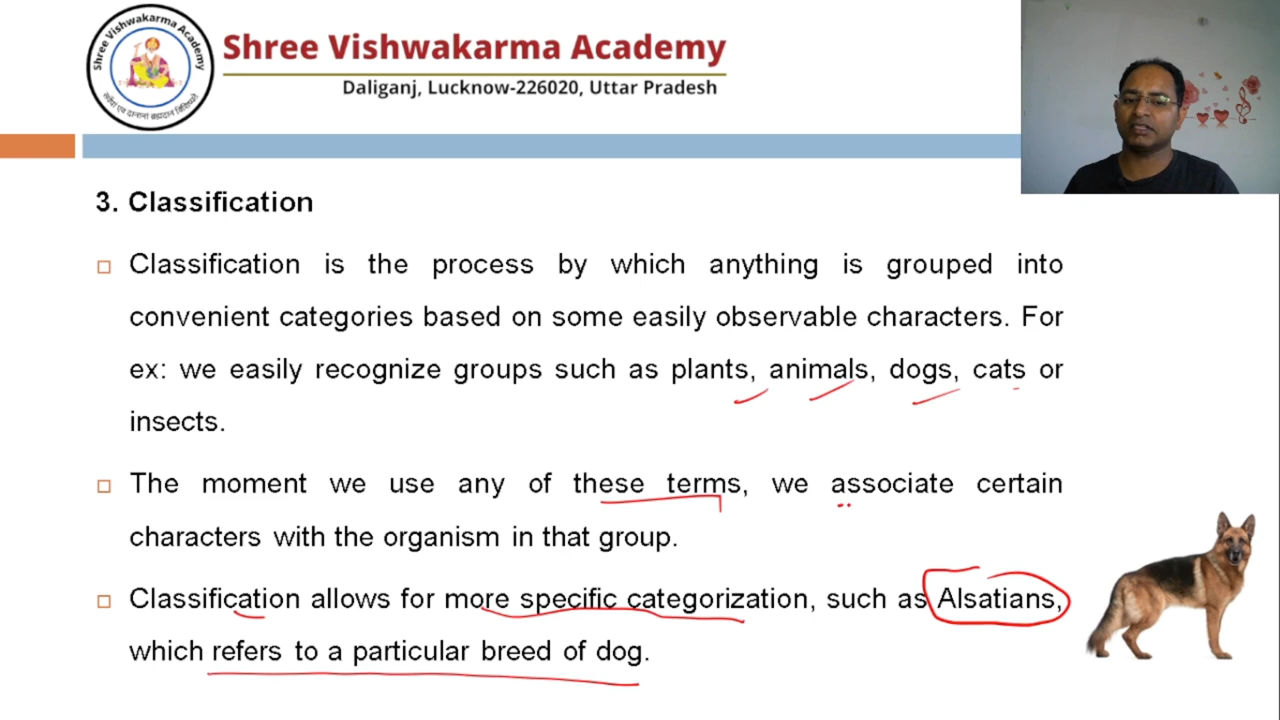 Shree Vishwakarma Academy
Shree Vishwakarma Academy
Daliganj, Lucknow-226020, Uttar Pradesh
3. Classification
Classification is the process by which anything is grouped into
convenient categories based on some easily observable characters. For
ex: we easily recognize groups such as plants, animals, dogs, cats or
insects.
The moment we use any of these terms, we associate certain
characters with the organism in that group.
Classification allows for more specific categorization, such as Alsatians,
which refers to a particular breed of dog.